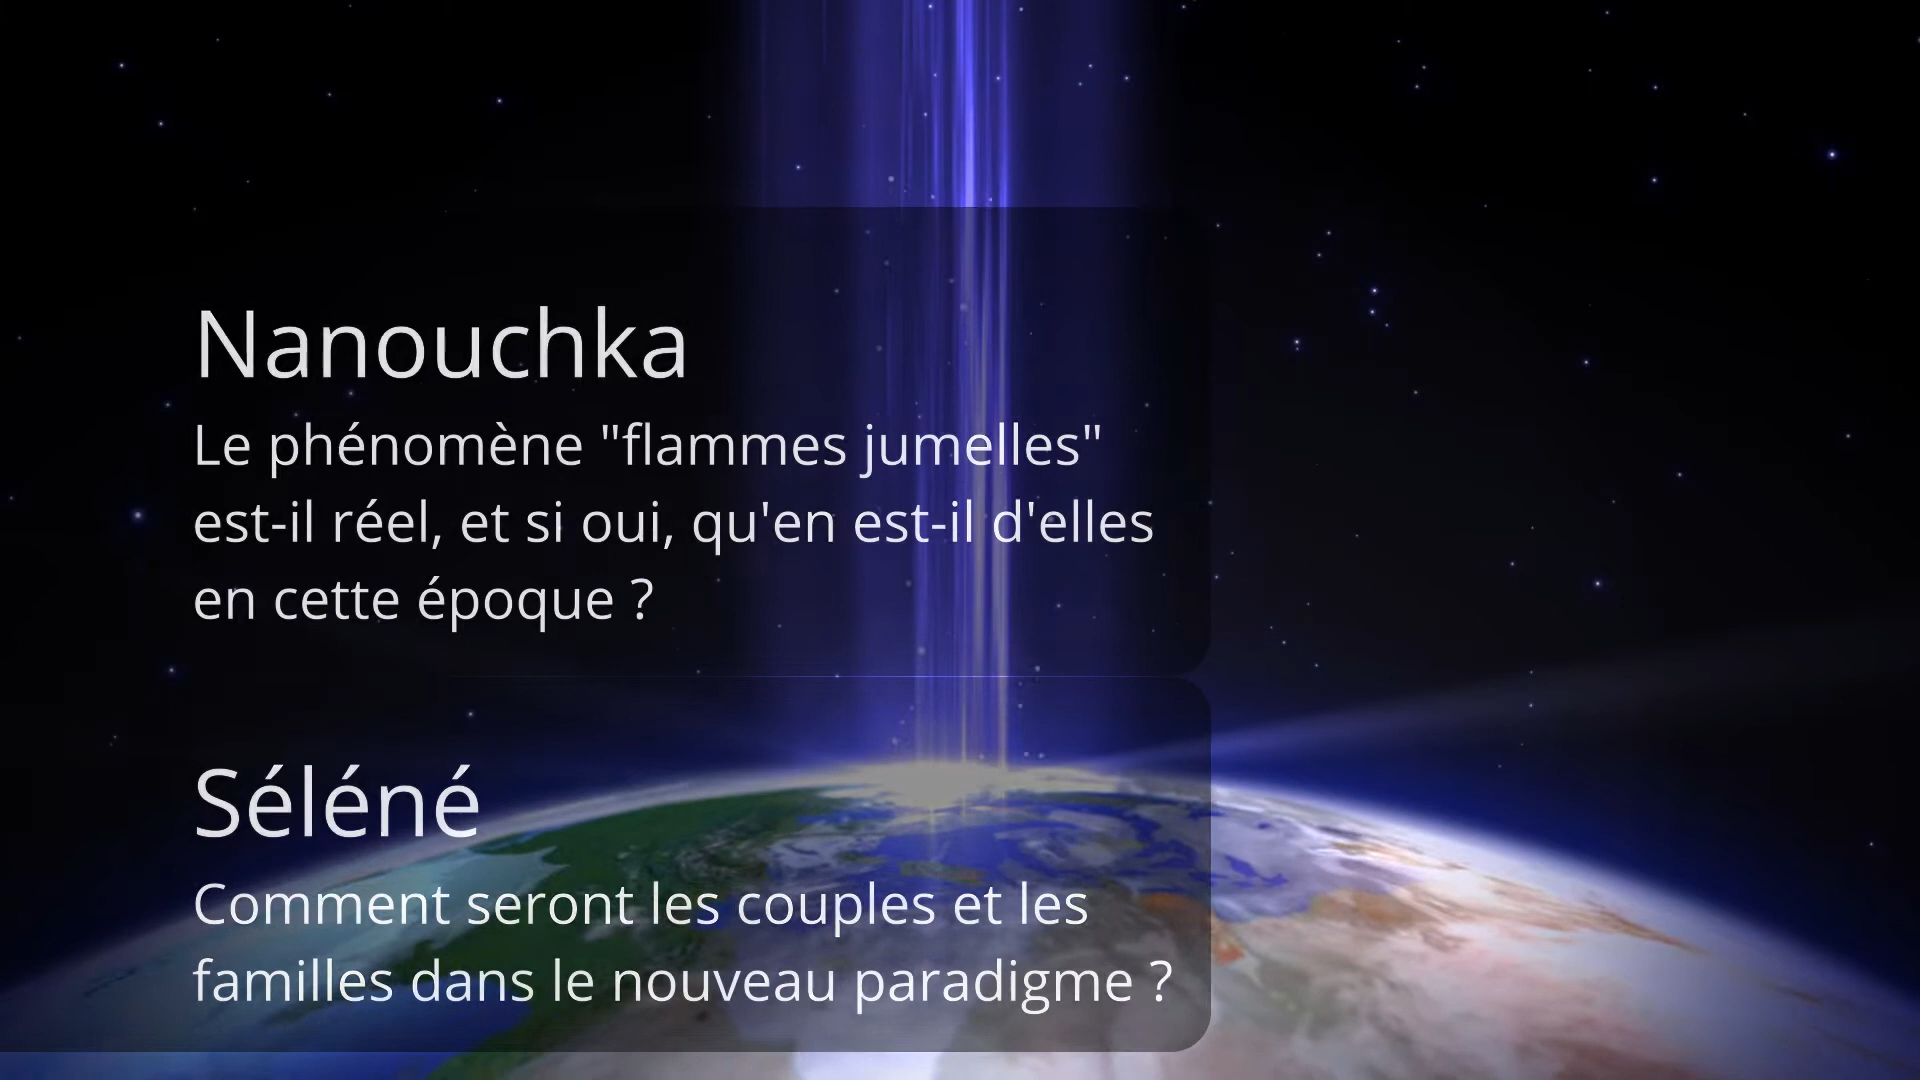 Nanouchka
Le phénomène "flammes jumelles"
est-il réel, et si oui, qu'en est-il d'elles
en cette époque ?
Séléné
Comment seront les couples et les
familles dans le nouveau paradigme ?